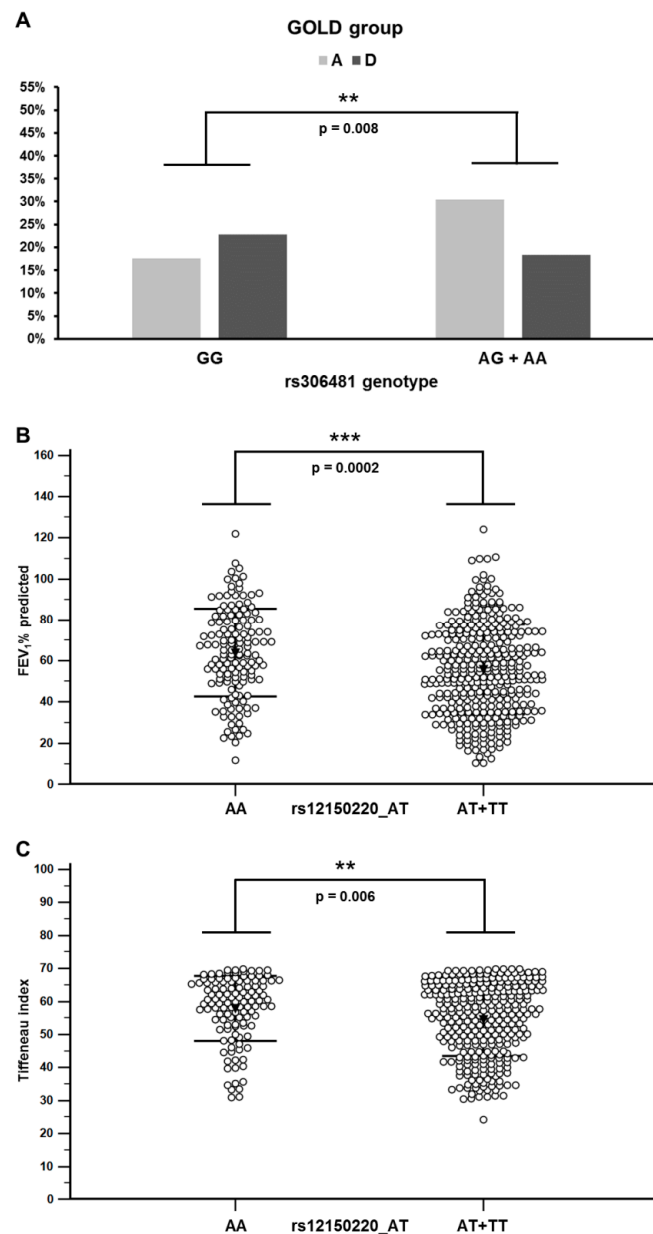 A
GOLD group
A D
55%
50%
45%
40%
35%
30%
25%
20%
15%
10%
5%
0%
**
p = 0.008
GG AG + AA
rs306481 genotype
B
FEV₁% predicted
160
140
120
100
80
60
40
20
0
***
p = 0.0002
AA rs12150220_AT AT+TT
C
Tiffeneau index
100
90
80
70
60
50
40
30
20
10
0
**
p = 0.006
AA rs12150220_AT AT+TT